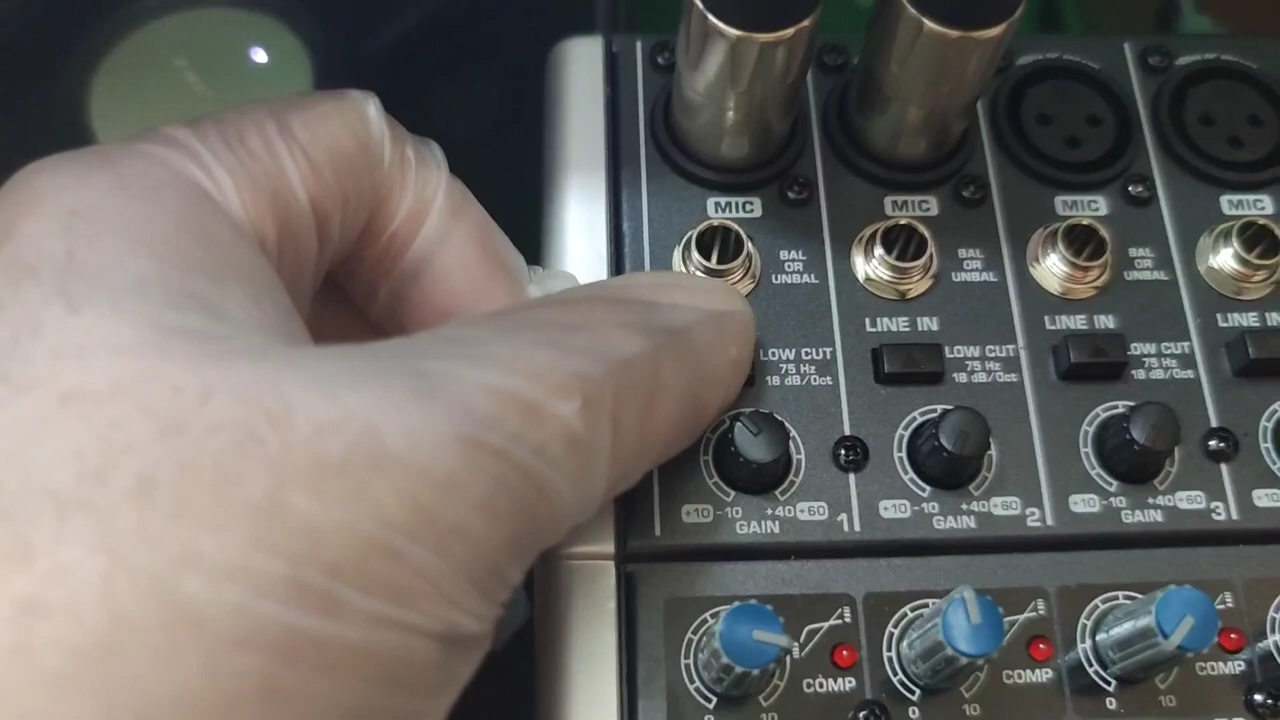 MIC
MIC
MIC
MIC
BAL
OR
UNBAL
BAL
OR
UNBAL
BAL
OR
UNBAL
LINE IN
LINE IN
LINE IN
LOW CUT
75 Hz
18 dB/Oct
LOW CUT
75 Hz
18 dB/Oct
LOW CUT
75 Hz
18 dB/Oct
+10 -10 +40 +60
GAIN 1
+10 -10 +40 +60
GAIN 2
+10 -10 +40 +60
GAIN 3
+10
COMP
COMP
COMP
0 10
0 10
0 10